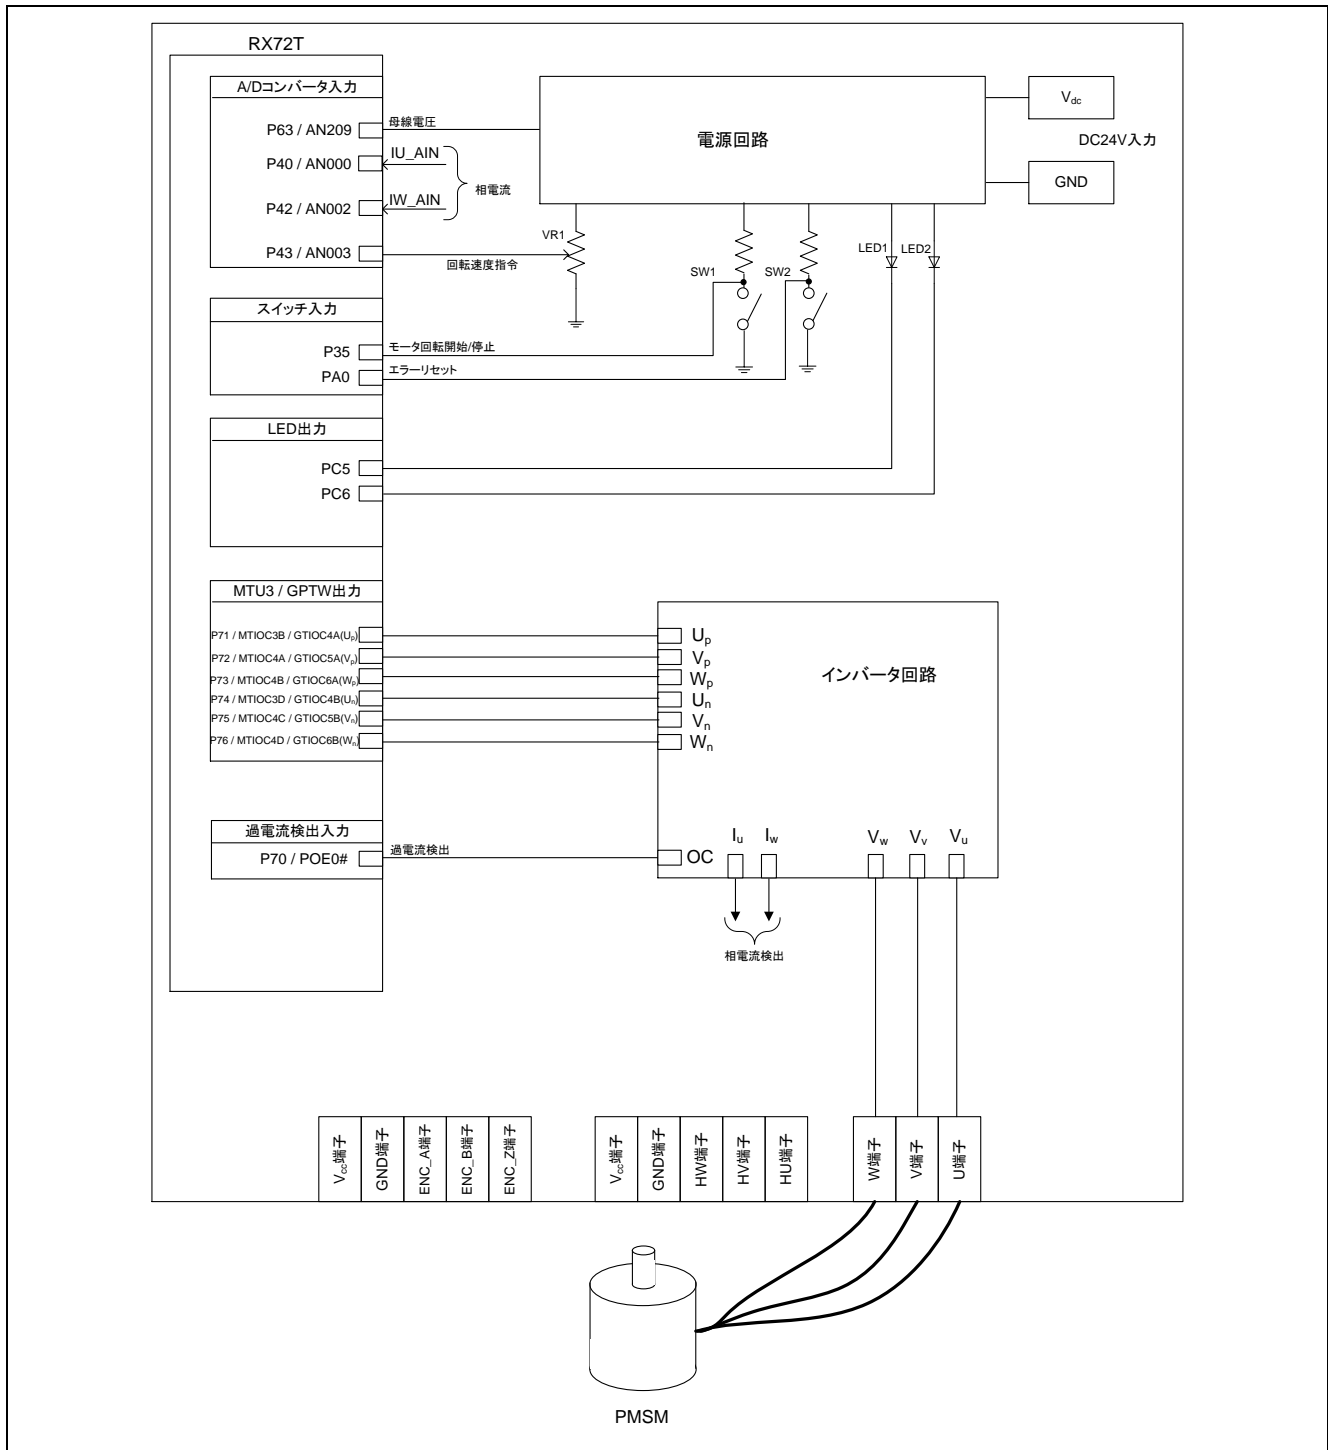 RX72T
A/Dコンバータ入力
P63 / AN209
母線電圧
P40 / AN000
IU_AIN
相電流
P42 / AN002
IW_AIN
P43 / AN003
回転速度指令
VR1
電源回路
Vdc
DC24V入力
GND
SW1
SW2
LED1
LED2
スイッチ入力
P35
モータ回転開始/停止
PA0
エラーリセット
LED出力
PC5
PC6
MTU3 / GPTW出力
P71 / MTIOC3B / GTIOC4A(Up)
P72 / MTIOC4A / GTIOC5A(Vp)
P73 / MTIOC4B / GTIOC6A(Wp)
P74 / MTIOC3D / GTIOC4B(Un)
P75 / MTIOC4C / GTIOC5B(Vn)
P76 / MTIOC4D / GTIOC6B(Wn)
Up
Vp
Wp
Un
Vn
Wn
インバータ回路
過電流検出入力
P70 / POE0#
過電流検出
OC
Iu
Iw
Vw
Vv
Vu
相電流検出
Vcc端子
GND端子
ENC_A端子
ENC_B端子
ENC_Z端子
Vcc端子
GND端子
HW端子
HV端子
HU端子
W端子
V端子
U端子
PMSM